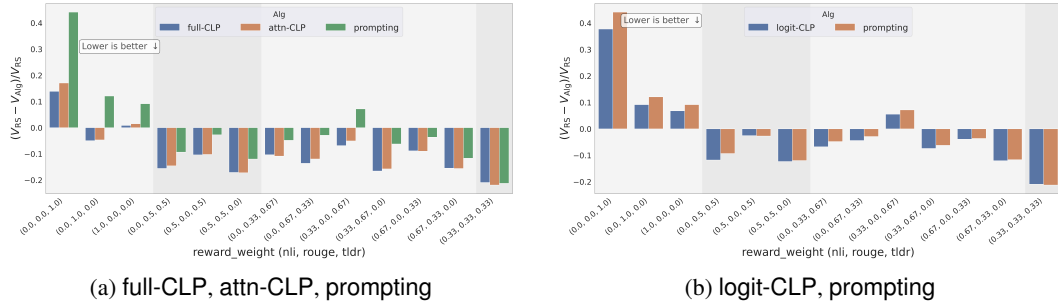 Alg
full-CLP attn-CLP prompting
Lower is better ↓
(V_RS − V_Alg)/V_RS
0.4
0.3
0.2
0.1
0.0
−0.1
−0.2
(0.0, 0.0, 1.0)
(0.0, 1.0, 0.0)
(1.0, 0.0, 0.0)
(0.0, 0.5, 0.5)
(0.5, 0.0, 0.5)
(0.5, 0.5, 0.0)
(0.0, 0.33, 0.67)
(0.0, 0.67, 0.33)
(0.33, 0.0, 0.67)
(0.33, 0.67, 0.0)
(0.67, 0.0, 0.33)
(0.67, 0.33, 0.0)
(0.33, 0.33, 0.33)
reward_weight (nli, rouge, tldr)
(a) full-CLP, attn-CLP, prompting
Alg
logit-CLP prompting
Lower is better ↓
(V_RS − V_Alg)/V_RS
0.4
0.3
0.2
0.1
0.0
−0.1
−0.2
(0.0, 0.0, 1.0)
(0.0, 1.0, 0.0)
(1.0, 0.0, 0.0)
(0.0, 0.5, 0.5)
(0.5, 0.0, 0.5)
(0.5, 0.5, 0.0)
(0.0, 0.33, 0.67)
(0.0, 0.67, 0.33)
(0.33, 0.0, 0.67)
(0.33, 0.67, 0.0)
(0.67, 0.0, 0.33)
(0.67, 0.33, 0.0)
(0.33, 0.33, 0.33)
reward_weight (nli, rouge, tldr)
(b) logit-CLP, prompting